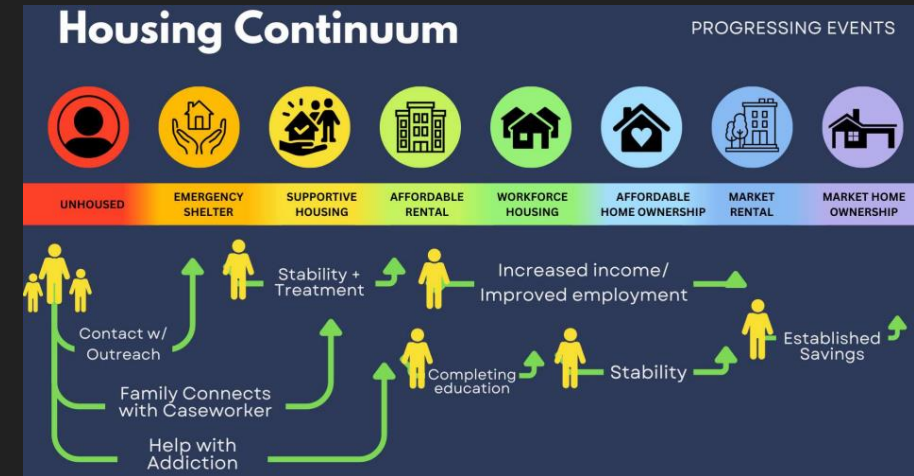 Housing Continuum
PROGRESSING EVENTS
UNHOUSED
EMERGENCY
SHELTER
SUPPORTIVE
HOUSING
AFFORDABLE
RENTAL
WORKFORCE
HOUSING
AFFORDABLE
HOME OWNERSHIP
MARKET
RENTAL
MARKET HOME
OWNERSHIP
Contact w/
Outreach
Stability +
Treatment
Increased income/
Improved employment
Family Connects
with Caseworker
Completing
education
Stability
Established
Savings
Help with
Addiction